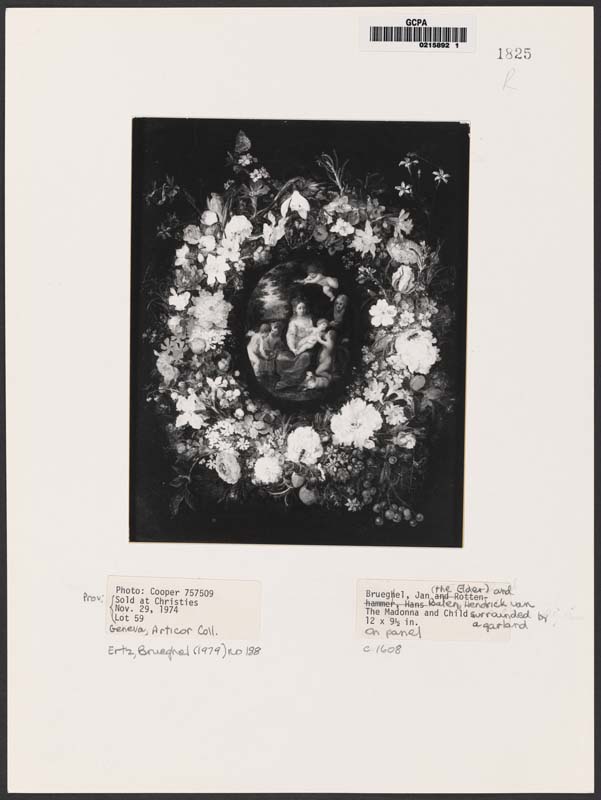 GCPA
0215892 1
1825
R
Photo: Cooper 757509
Prov: Sold at Christies
Nov. 29, 1974
Lot 59
Geneva, Articor Coll.
Ertz, Brueghel (1979) no 188
Brueghel, Jan (the Elder) and and Rotten-
hammer, Hans Balen, Hendrick van
The Madonna and Child surrounded by
12 x 9½ in. a garland
on panel
c 1608